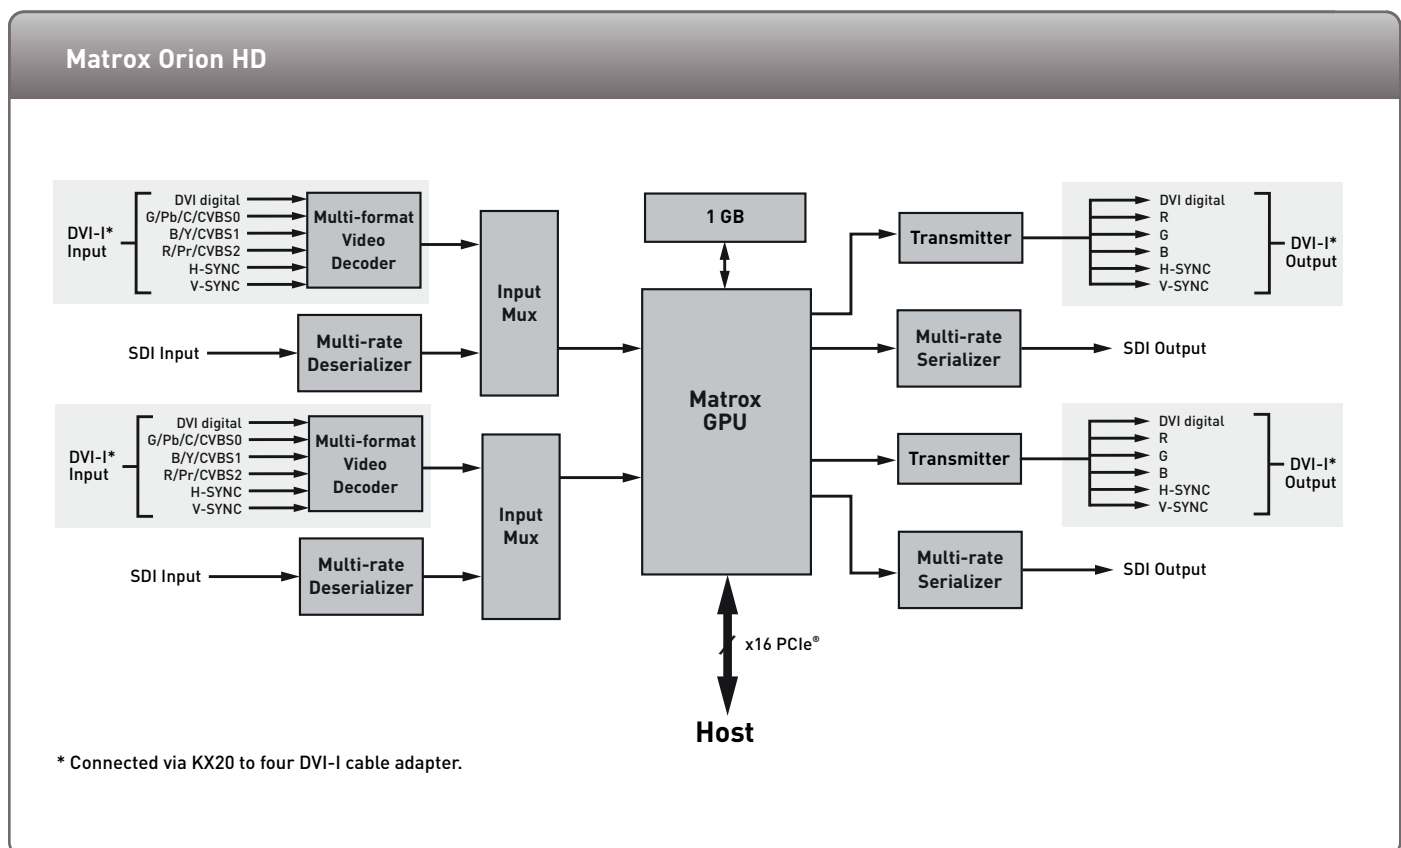 Matrox Orion HD
DVI-I*
Input
DVI digital
G/Pb/C/CVBS0
B/Y/CVBS1
R/Pr/CVBS2
H-SYNC
V-SYNC
Multi-format
Video
Decoder
SDI Input
Multi-rate
Deserializer
Input
Mux
DVI-I*
Input
DVI digital
G/Pb/C/CVBS0
B/Y/CVBS1
R/Pr/CVBS2
H-SYNC
V-SYNC
Multi-format
Video
Decoder
SDI Input
Multi-rate
Deserializer
Input
Mux
1 GB
Matrox
GPU
x16 PCIe®
Host
Transmitter
DVI digital
R
G
B
H-SYNC
V-SYNC
DVI-I*
Output
Multi-rate
Serializer
SDI Output
Transmitter
DVI digital
R
G
B
H-SYNC
V-SYNC
DVI-I*
Output
Multi-rate
Serializer
SDI Output
* Connected via KX20 to four DVI-I cable adapter.